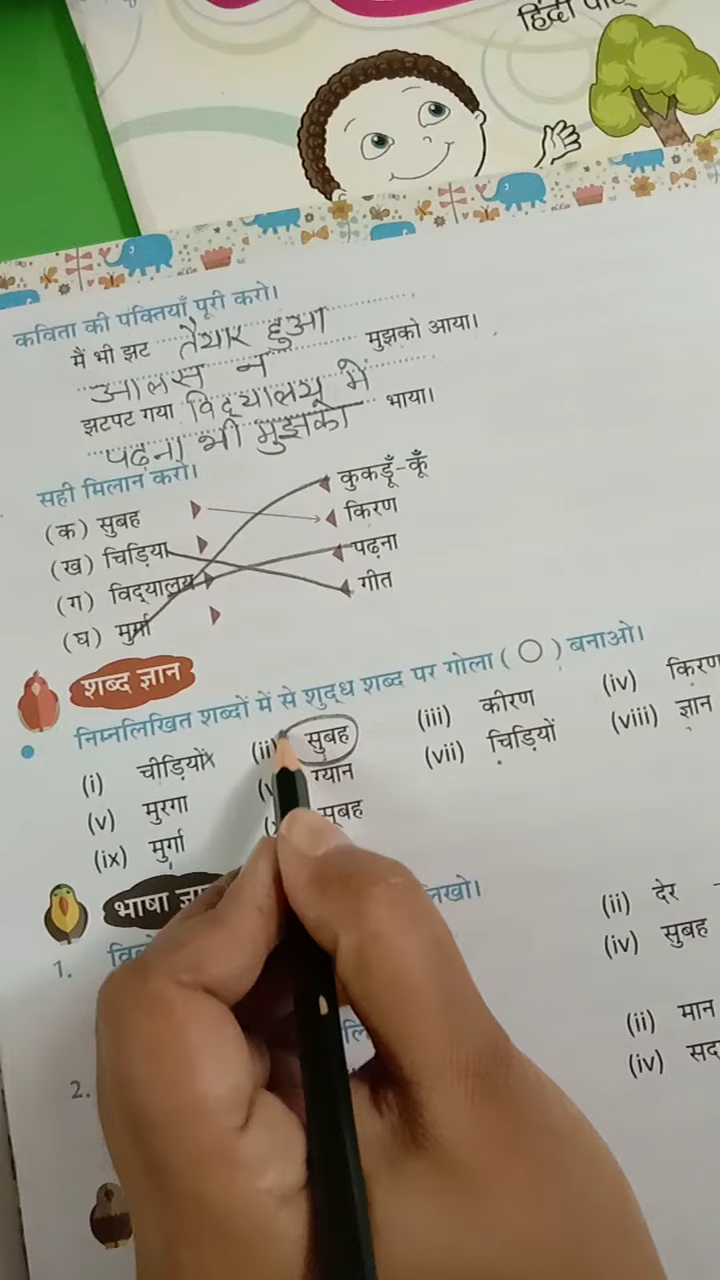 हिंदी
कविता की पंक्तियाँ पूरी करो।
मैं भी झट तैयार हुआ
आलस न मुझको आया।
झटपट गया विद्यालय में
पढ़ना भी मुझको भाया।
सही मिलान करो।
(क) सुबह कुकड़ूँ-कूँ
(ख) चिड़िया किरण
(ग) विद्यालय पढ़ना
(घ) मुर्गा गीत
शब्द ज्ञान
निम्नलिखित शब्दों में से शुद्ध शब्द पर गोला ( ) बनाओ।
(i) चीड़ियों (ii) सुबह (iii) कीरण (iv) किरण
(v) मुरगा ग्यान (vii) चिड़ियों (viii) ज्ञान
(ix) मुर्गा सूबह
भाषा
1. लिखो।
(ii) देर
(iv) सुबह
2.
(ii) मान
(iv)